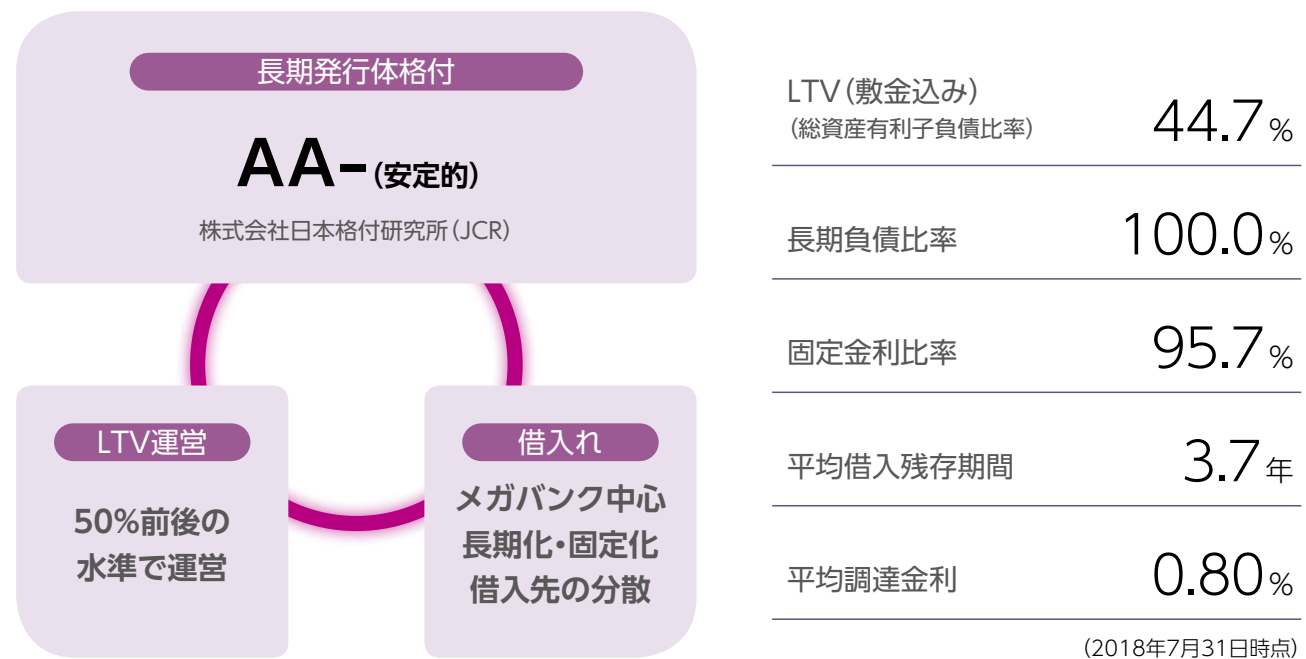 長期発行体格付
AA-(安定的)
株式会社日本格付研究所(JCR)
LTV運営
50%前後の
水準で運営
借入れ
メガバンク中心
長期化・固定化
借入先の分散
LTV(敷金込み)
(総資産有利子負債比率)
44.7%
長期負債比率 100.0%
固定金利比率 95.7%
平均借入残存期間 3.7年
平均調達金利 0.80%
(2018年7月31日時点)